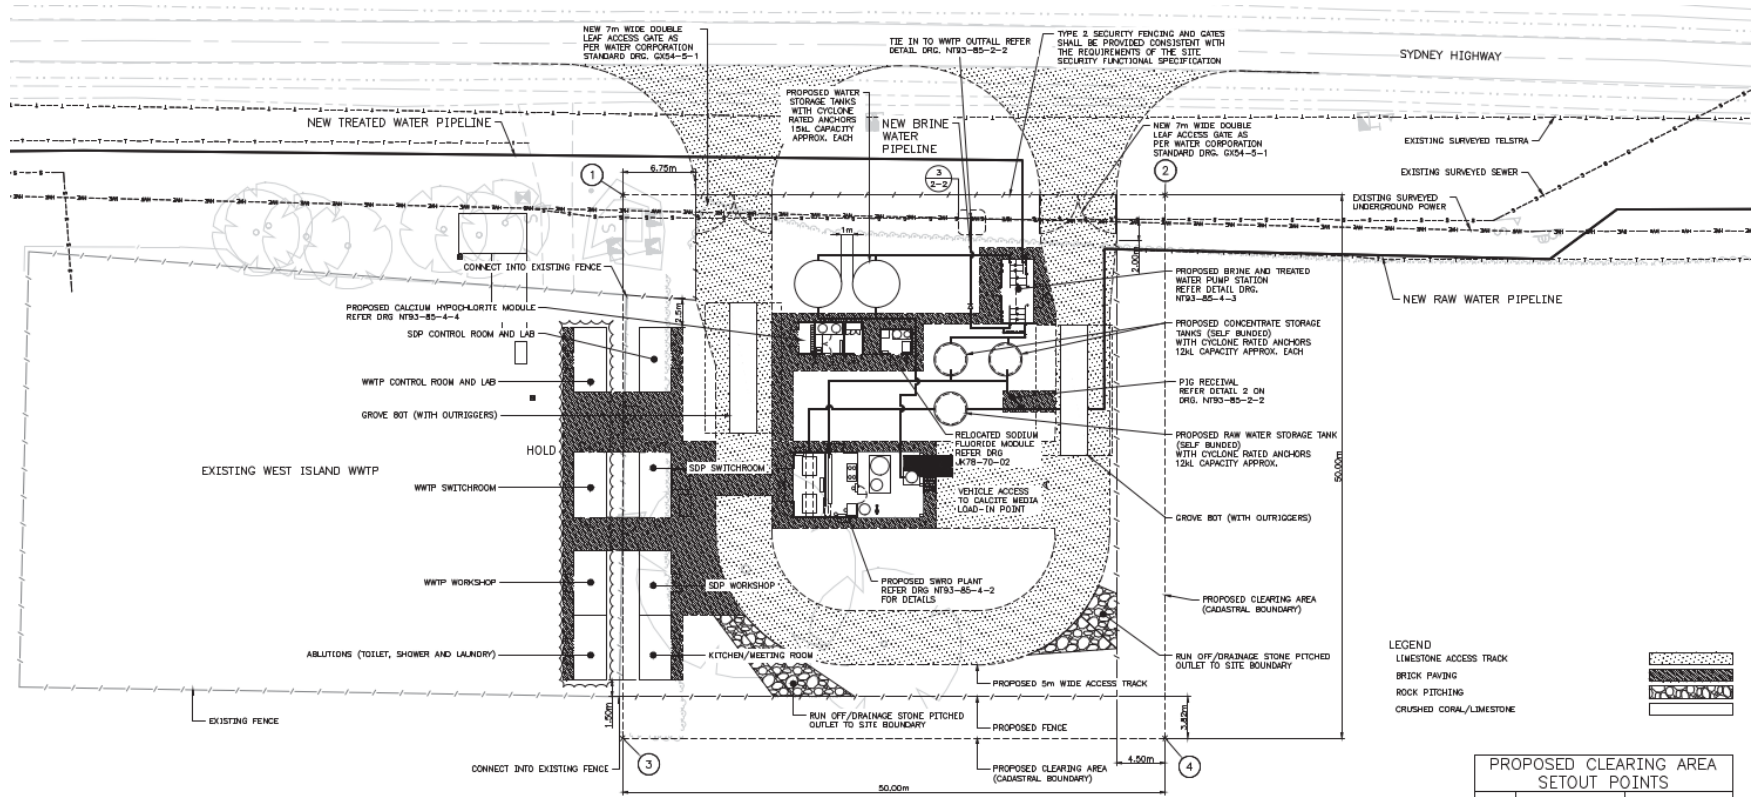 NEW 7m WIDE DOUBLE
LEAF ACCESS GATE AS
PER WATER CORPORATION
STANDARD DRG. GX54-5-1
TIE IN TO WWTP OUTFALL REFER
DETAIL DRG. NT93-85-2-2
TYPE 2 SECURITY FENCING AND GATES
SHALL BE PROVIDED CONSISTENT WITH
THE REQUIREMENTS OF THE SITE
SECURITY FUNCTIONAL SPECIFICATION
SYDNEY HIGHWAY
PROPOSED WATER
STORAGE TANKS
WITH CYCLONE
RATED ANCHORS
15kL CAPACITY
APPROX. EACH
NEW TREATED WATER PIPELINE
NEW BRINE
WATER
PIPELINE
NEW 7m WIDE DOUBLE
LEAF ACCESS GATE AS
PER WATER CORPORATION
STANDARD DRG. GX54-5-1
EXISTING SURVEYED TELSTRA
EXISTING SURVEYED SEWER
EXISTING SURVEYED
UNDERGROUND POWER
1
6.75m
3
2-2
2
1m
2.00m
CONNECT INTO EXISTING FENCE
PROPOSED BRINE AND TREATED
WATER PUMP STATION
REFER DETAIL DRG.
NT93-85-4-3
NEW RAW WATER PIPELINE
PROPOSED CALCIUM HYPOCHLORITE MODULE
REFER DRG NT93-85-4-4
2.5m
SDP CONTROL ROOM AND LAB
PROPOSED CONCENTRATE STORAGE
TANKS (SELF BUNDED)
WITH CYCLONE RATED ANCHORS
12kL CAPACITY APPROX. EACH
WWTP CONTROL ROOM AND LAB
PIG RECEIVAL
REFER DETAIL 2 ON
DRG. NT93-85-2-2
GROVE 80T (WITH OUTRIGGERS)
RELOCATED SODIUM
FLUORIDE MODULE
REFER DRG
JK78-70-02
PROPOSED RAW WATER STORAGE TANK
(SELF BUNDED)
WITH CYCLONE RATED ANCHORS
12kL CAPACITY APPROX.
HOLD
50.00m
EXISTING WEST ISLAND WWTP
SDP SWITCHROOM
WWTP SWITCHROOM
VEHICLE ACCESS
TO CALCITE MEDIA
LOAD-IN POINT
GROVE 80T (WITH OUTRIGGERS)
WWTP WORKSHOP
SDP WORKSHOP
PROPOSED SWRO PLANT
REFER DRG NT93-85-4-2
FOR DETAILS
PROPOSED CLEARING AREA
(CADASTRAL BOUNDARY)
ABLUTIONS (TOILET, SHOWER AND LAUNDRY)
KITCHEN/MEETING ROOM
RUN OFF/DRAINAGE STONE PITCHED
OUTLET TO SITE BOUNDARY
LEGEND
LIMESTONE ACCESS TRACK
BRICK PAVING
ROCK PITCHING
CRUSHED CORAL/LIMESTONE
PROPOSED 5m WIDE ACCESS TRACK
EXISTING FENCE
1.50m
RUN OFF/DRAINAGE STONE PITCHED
OUTLET TO SITE BOUNDARY
PROPOSED FENCE
3.82m
CONNECT INTO EXISTING FENCE
3
PROPOSED CLEARING AREA
(CADASTRAL BOUNDARY)
4.50m
4
50.00m
PROPOSED CLEARING AREA
SETOUT POINTS